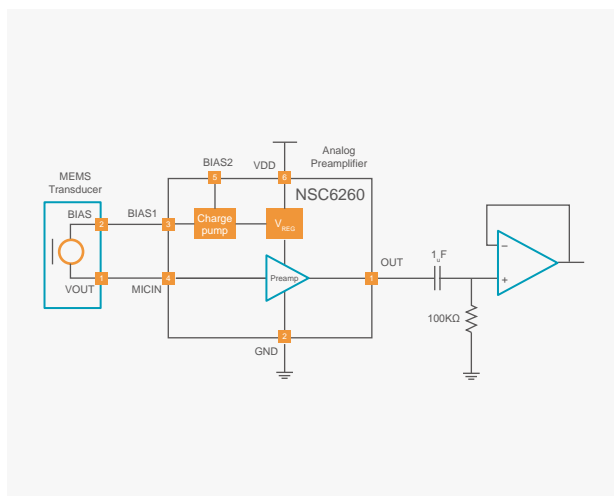 Analog
Preamplifier
BIAS2
VDD
MEMS
Transducer
5
6
NSC6260
BIAS
BIAS1
2
3
Charge
pump
VREG
1
VOUT
MICIN
4
Preamp
1
OUT
1uF
−
+
100KΩ
2
GND